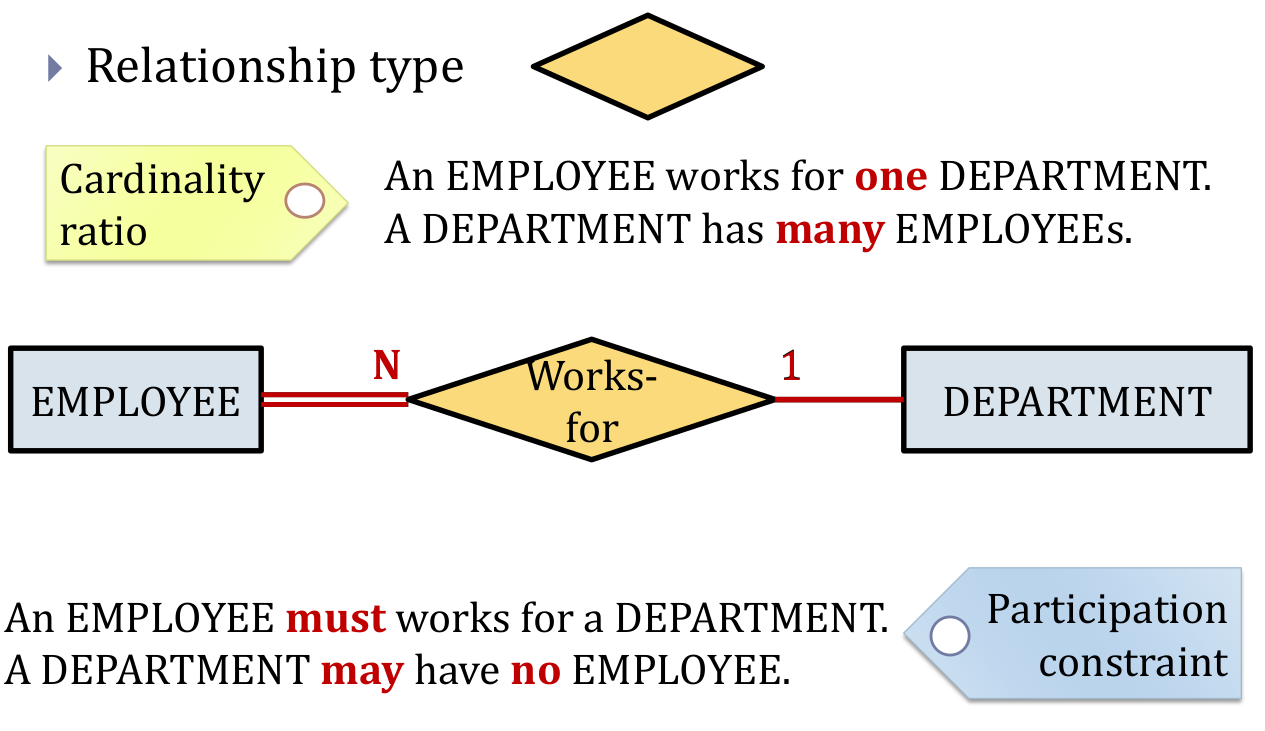 Relationship type
Cardinality
ratio
An EMPLOYEE works for one DEPARTMENT.
A DEPARTMENT has many EMPLOYEEs.
N
1
EMPLOYEE
Works-
for
DEPARTMENT
An EMPLOYEE must works for a DEPARTMENT.
A DEPARTMENT may have no EMPLOYEE.
Participation
constraint